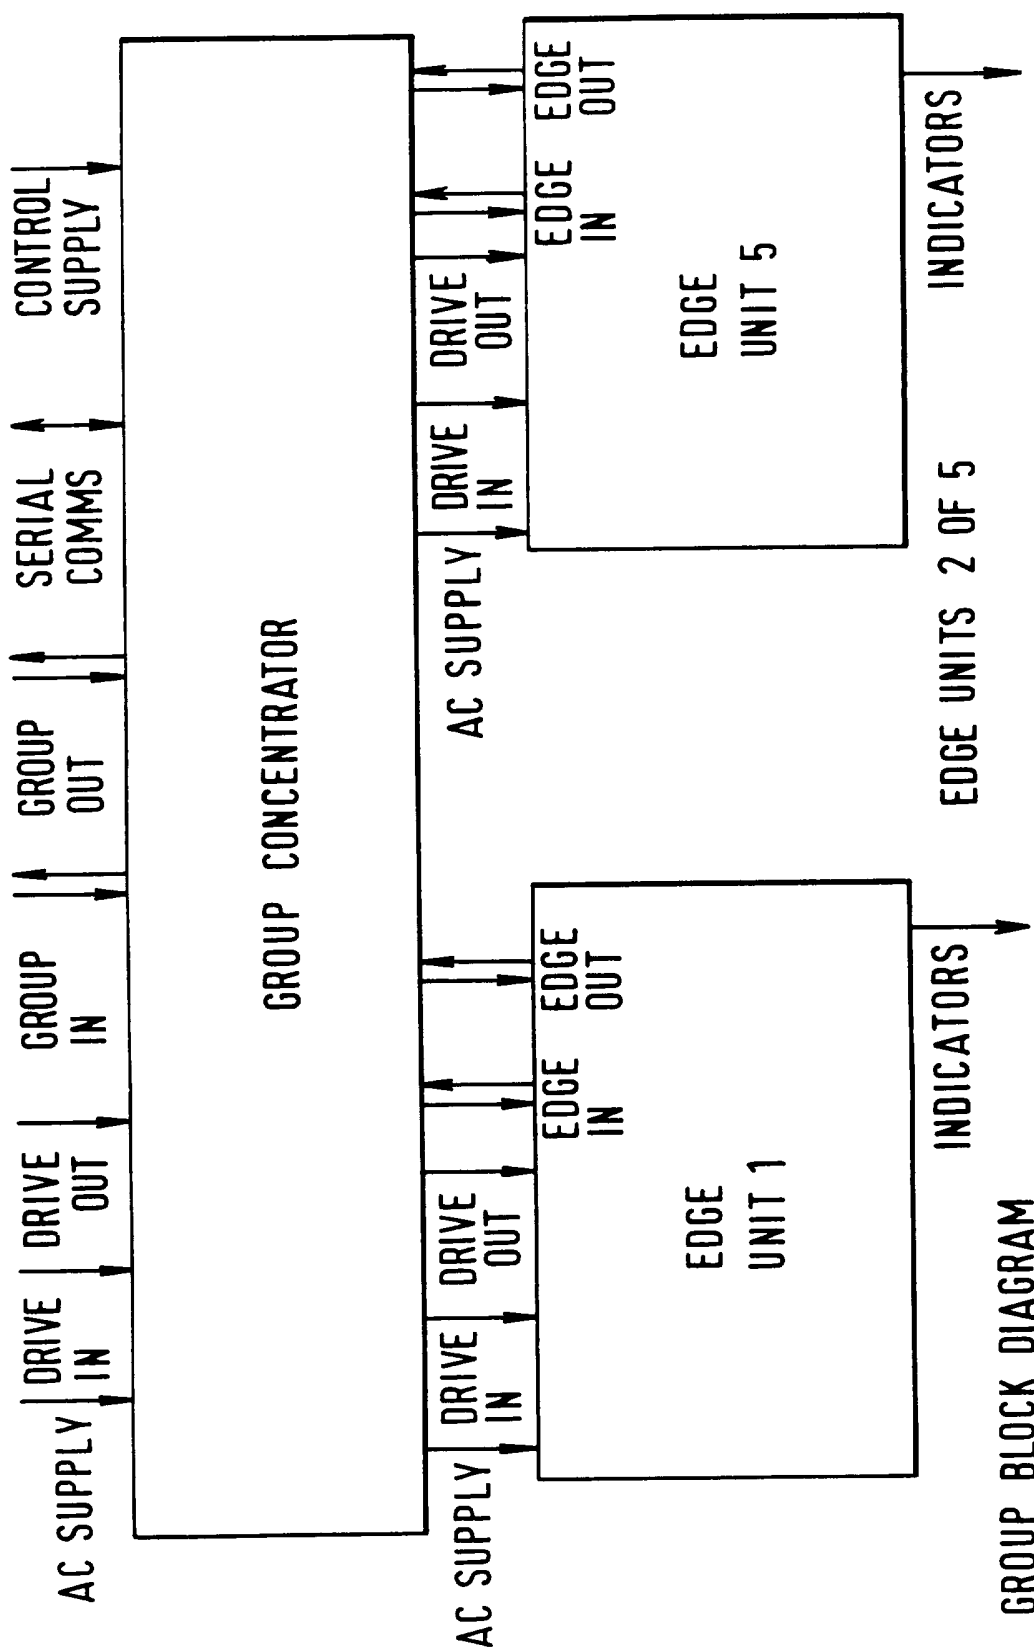 AC SUPPLY
DRIVE
IN
DRIVE
OUT
GROUP
IN
GROUP
OUT
SERIAL
COMMS
CONTROL
SUPPLY
GROUP CONCENTRATOR
AC SUPPLY
DRIVE
IN
DRIVE
OUT
EDGE
IN
EDGE
OUT
EDGE
UNIT 1
INDICATORS
AC SUPPLY
DRIVE
IN
DRIVE
OUT
EDGE
IN
EDGE
OUT
EDGE
UNIT 5
INDICATORS
EDGE UNITS 2 OF 5
GROUP BLOCK DIAGRAM